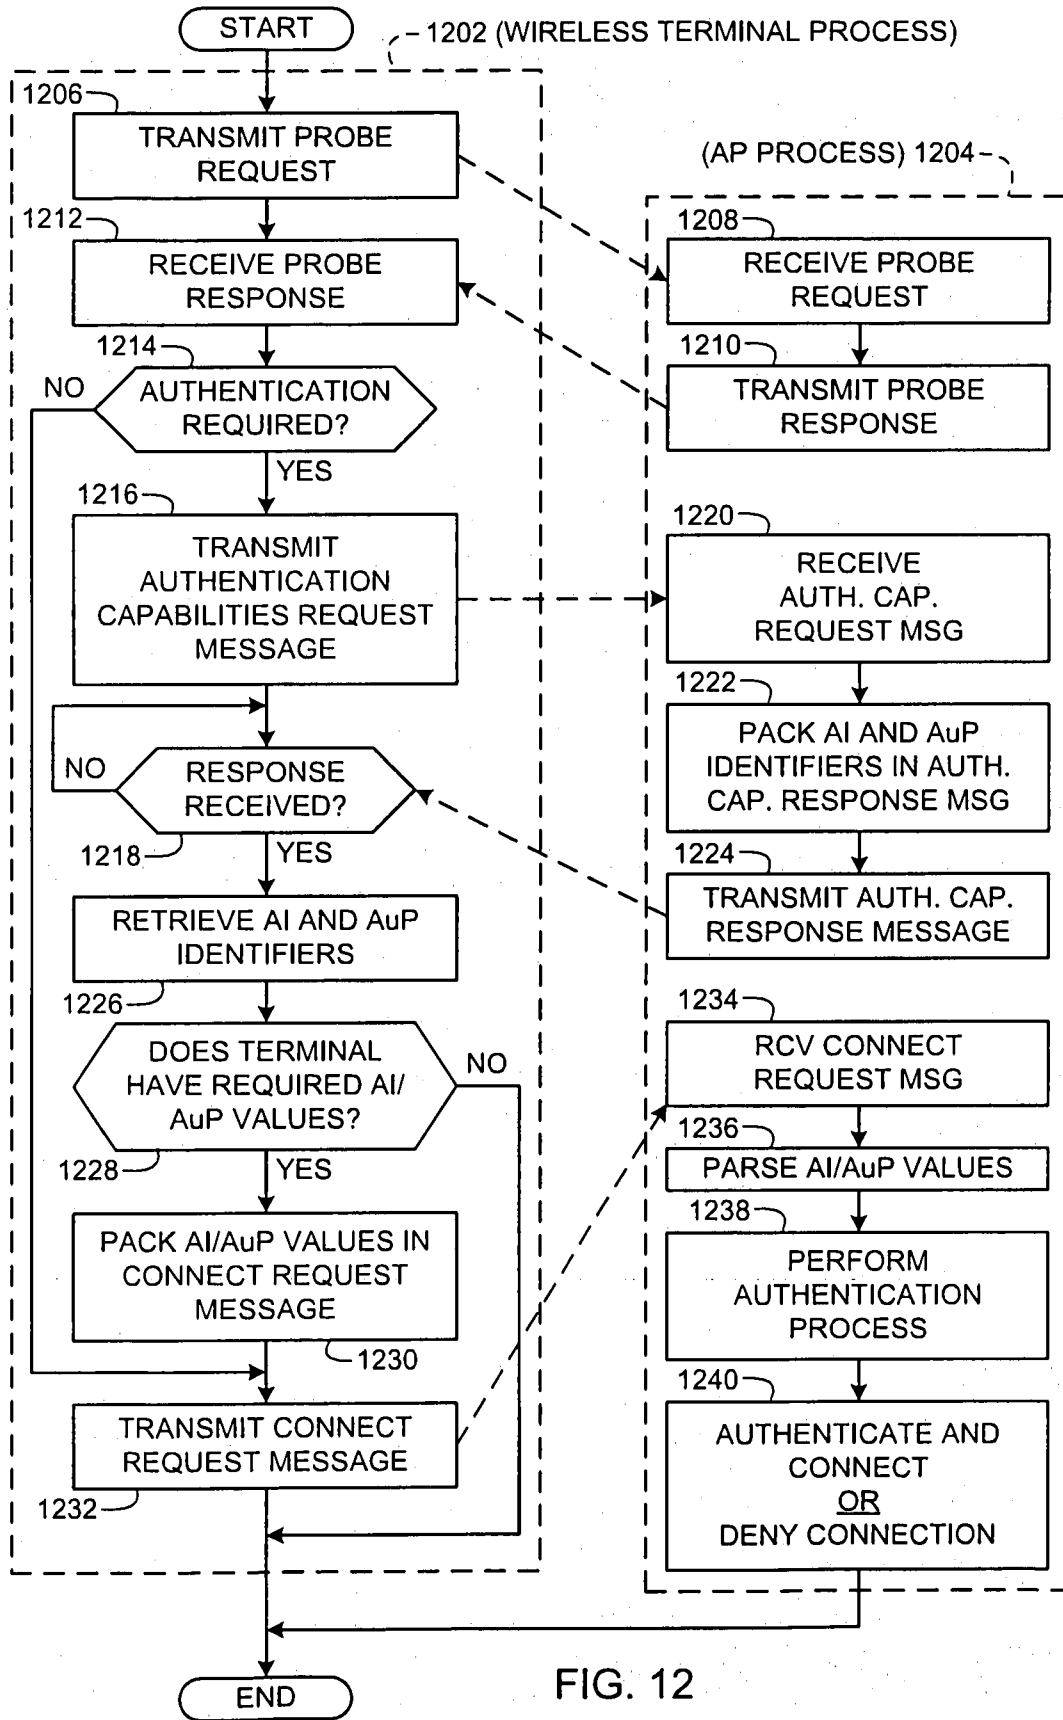 START
1202 (WIRELESS TERMINAL PROCESS)
1206
TRANSMIT PROBE
REQUEST
(AP PROCESS) 1204
1212
RECEIVE PROBE
RESPONSE
1208
RECEIVE PROBE
REQUEST
1214
NO
AUTHENTICATION
REQUIRED?
YES
1210
TRANSMIT PROBE
RESPONSE
1216
TRANSMIT
AUTHENTICATION
CAPABILITIES REQUEST
MESSAGE
1220
RECEIVE
AUTH. CAP.
REQUEST MSG
1222
PACK AI AND AuP
IDENTIFIERS IN AUTH.
CAP. RESPONSE MSG
NO
RESPONSE
RECEIVED?
1218
YES
1224
TRANSMIT AUTH. CAP.
RESPONSE MESSAGE
RETRIEVE AI AND AuP
IDENTIFIERS
1226
DOES TERMINAL
HAVE REQUIRED AI/
AuP VALUES?
NO
1228
YES
1234
RCV CONNECT
REQUEST MSG
1236
PARSE AI/AuP VALUES
PACK AI/AuP VALUES IN
CONNECT REQUEST
MESSAGE
1230
1238
PERFORM
AUTHENTICATION
PROCESS
TRANSMIT CONNECT
REQUEST MESSAGE
1232
1240
AUTHENTICATE AND
CONNECT
OR
DENY CONNECTION
END
FIG. 12